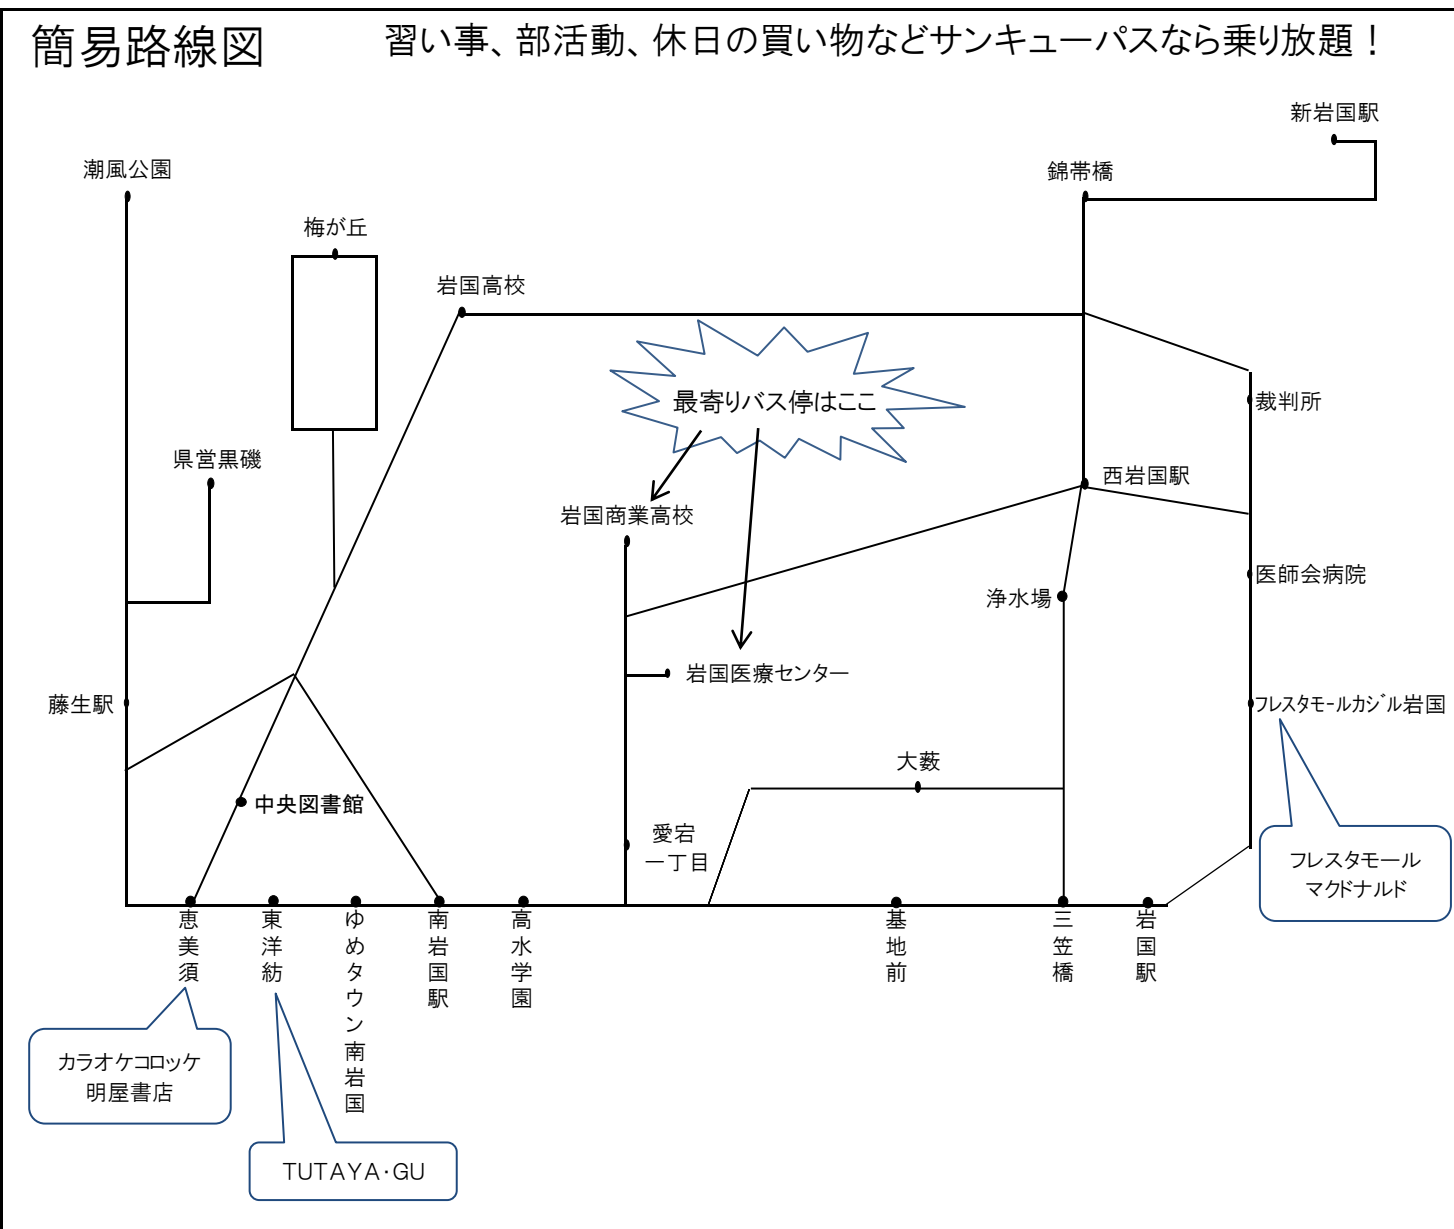 簡易路線図
習い事、部活動、休日の買い物などサンキューパスなら乗り放題！
新岩国駅
潮風公園
錦帯橋
梅が丘
岩国高校
最寄りバス停はここ
裁判所
県営黒磯
西岩国駅
岩国商業高校
医師会病院
浄水場
岩国医療センター
藤生駅
フレスタモールカジル岩国
大薮
中央図書館
愛宕
一丁目
フレスタモール
マクドナルド
恵美須
東洋紡
ゆめタウン南岩国
南岩国駅
高水学園
基地前
三笠橋
岩国駅
カラオケコロッケ
明屋書店
TUTAYA･GU